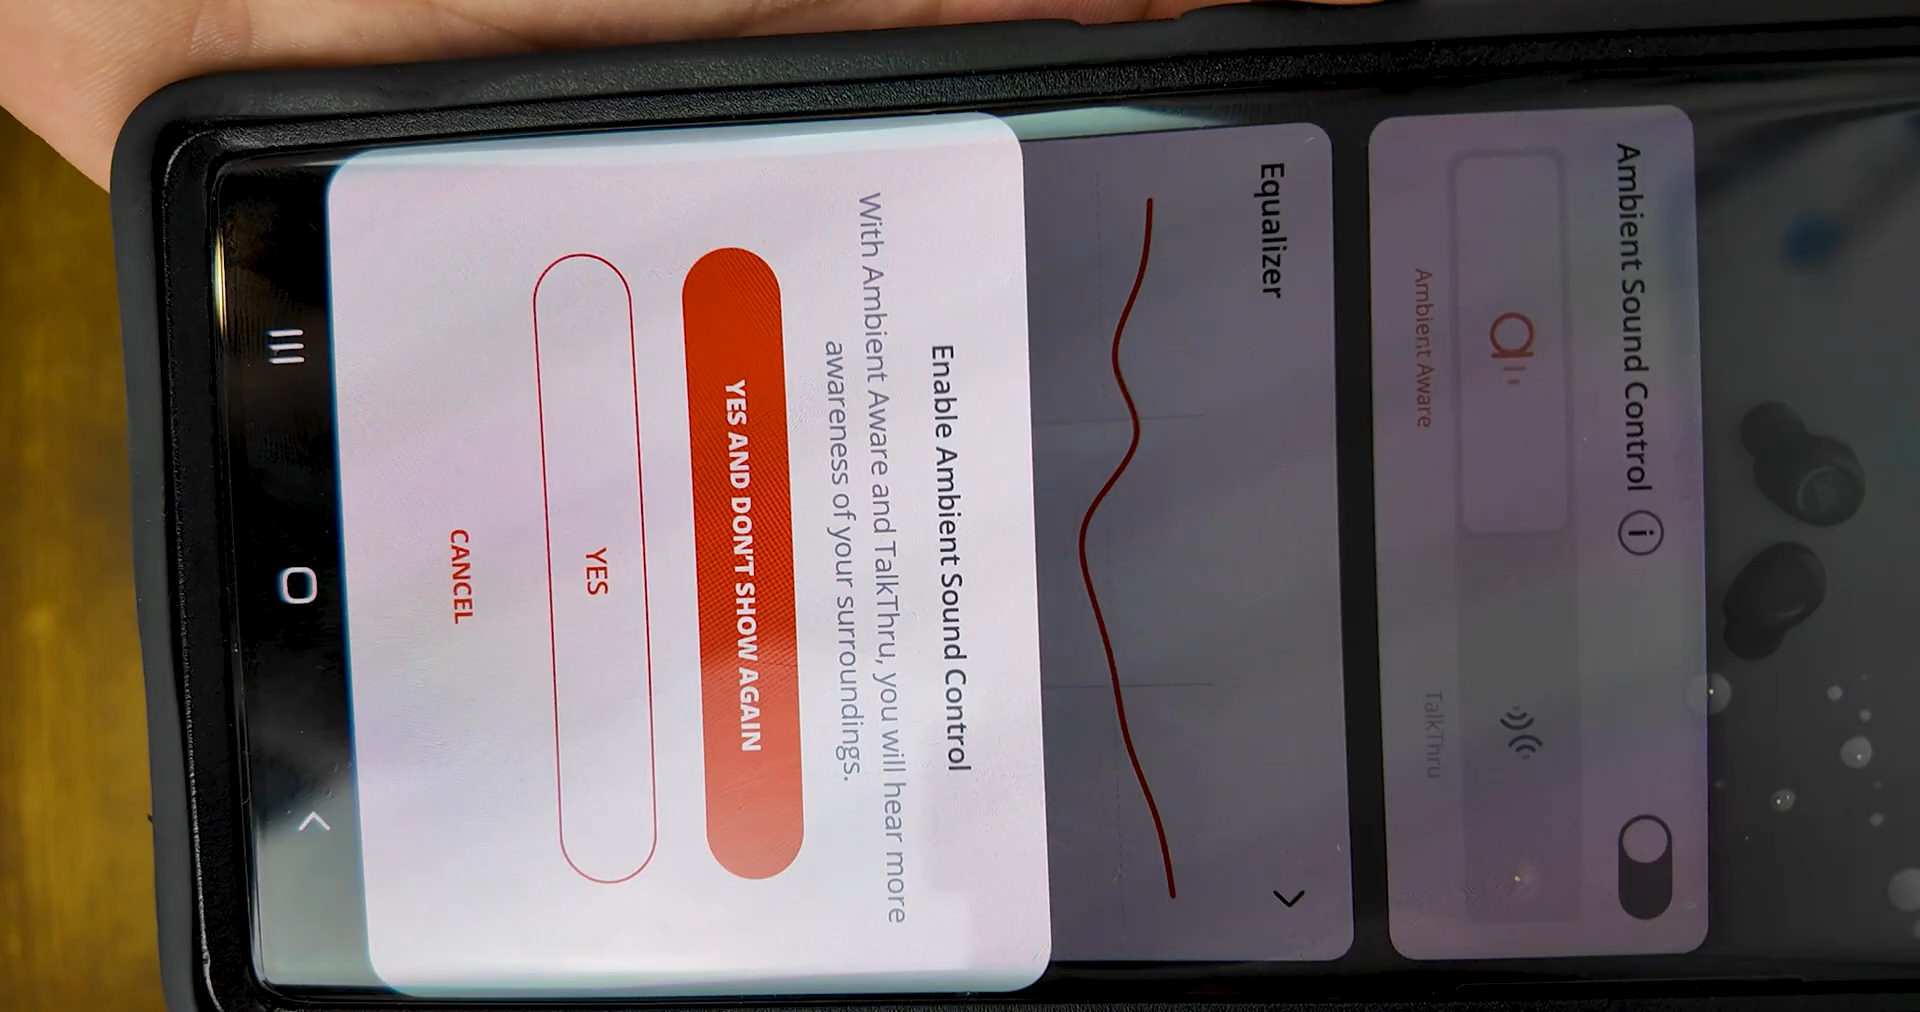 Ambient Sound Control
Ambient Aware
TalkThru
Equalizer
Enable Ambient Sound Control
With Ambient Aware and TalkThru, you will hear more
awareness of your surroundings.
YES AND DON'T SHOW AGAIN
YES
CANCEL